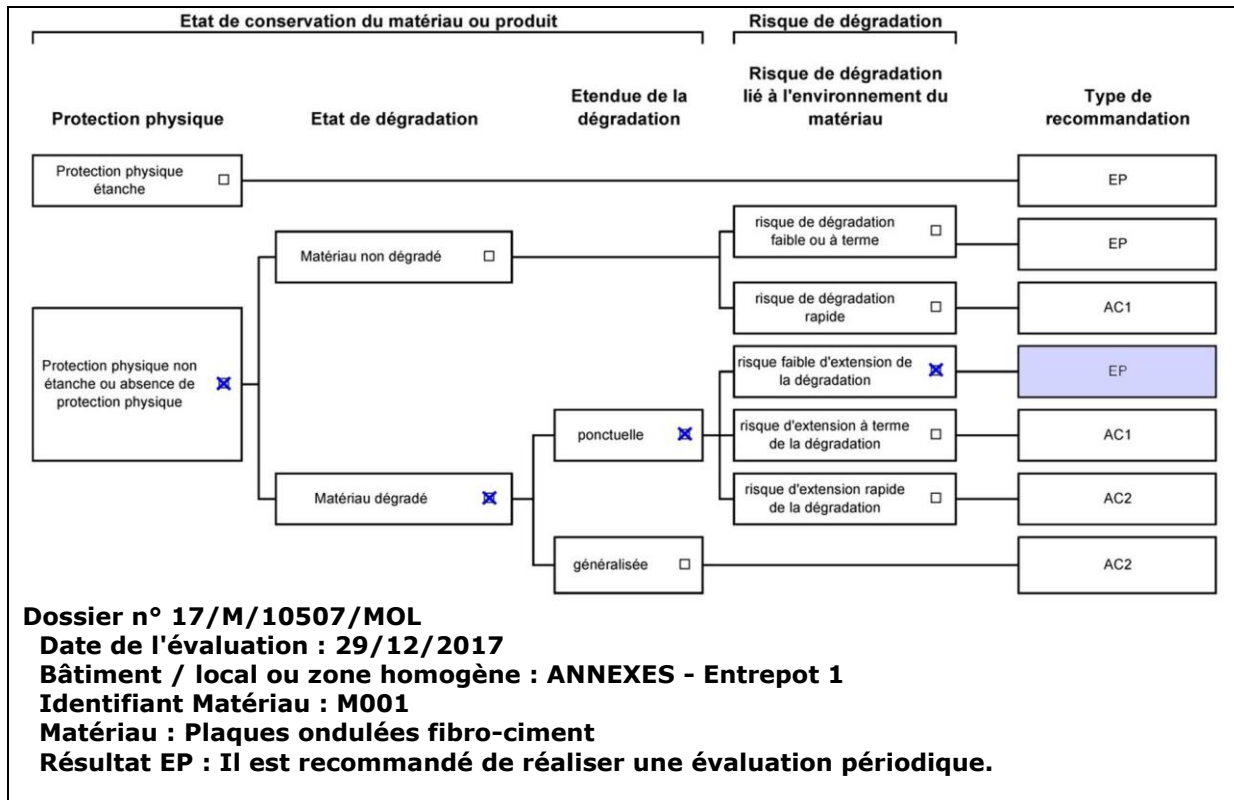 Etat de conservation du matériau ou produit
Risque de dégradation
Protection physique
Etat de dégradation
Etendue de la
dégradation
Risque de dégradation
lié à l'environnement du
matériau
Type de
recommandation
Protection physique
étanche
EP
Matériau non dégradé
risque de dégradation
faible ou à terme
EP
risque de dégradation
rapide
AC1
Protection physique non
étanche ou absence de
protection physique
risque faible d'extension de
la dégradation
EP
ponctuelle
risque d'extension à terme
de la dégradation
AC1
Matériau dégradé
risque d'extension rapide
de la dégradation
AC2
généralisée
AC2
Dossier n° 17/M/10507/MOL
Date de l'évaluation : 29/12/2017
Bâtiment / local ou zone homogène : ANNEXES - Entrepot 1
Identifiant Matériau : M001
Matériau : Plaques ondulées fibro-ciment
Résultat EP : Il est recommandé de réaliser une évaluation périodique.